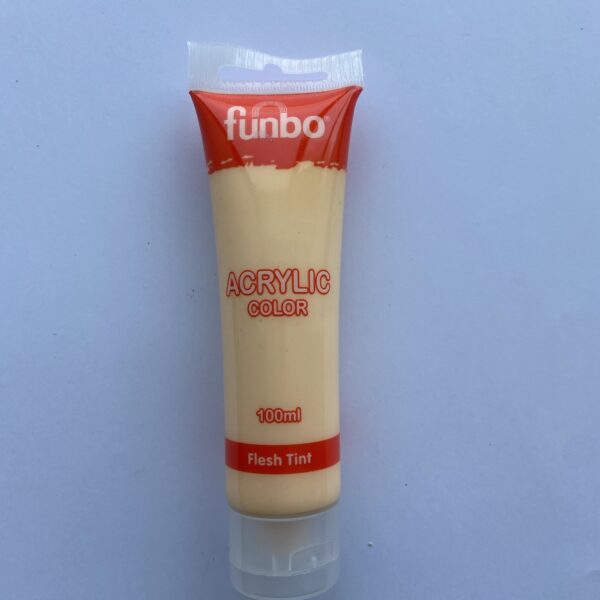 funbo®
ACRYLIC
COLOR
100ml
Flesh Tint